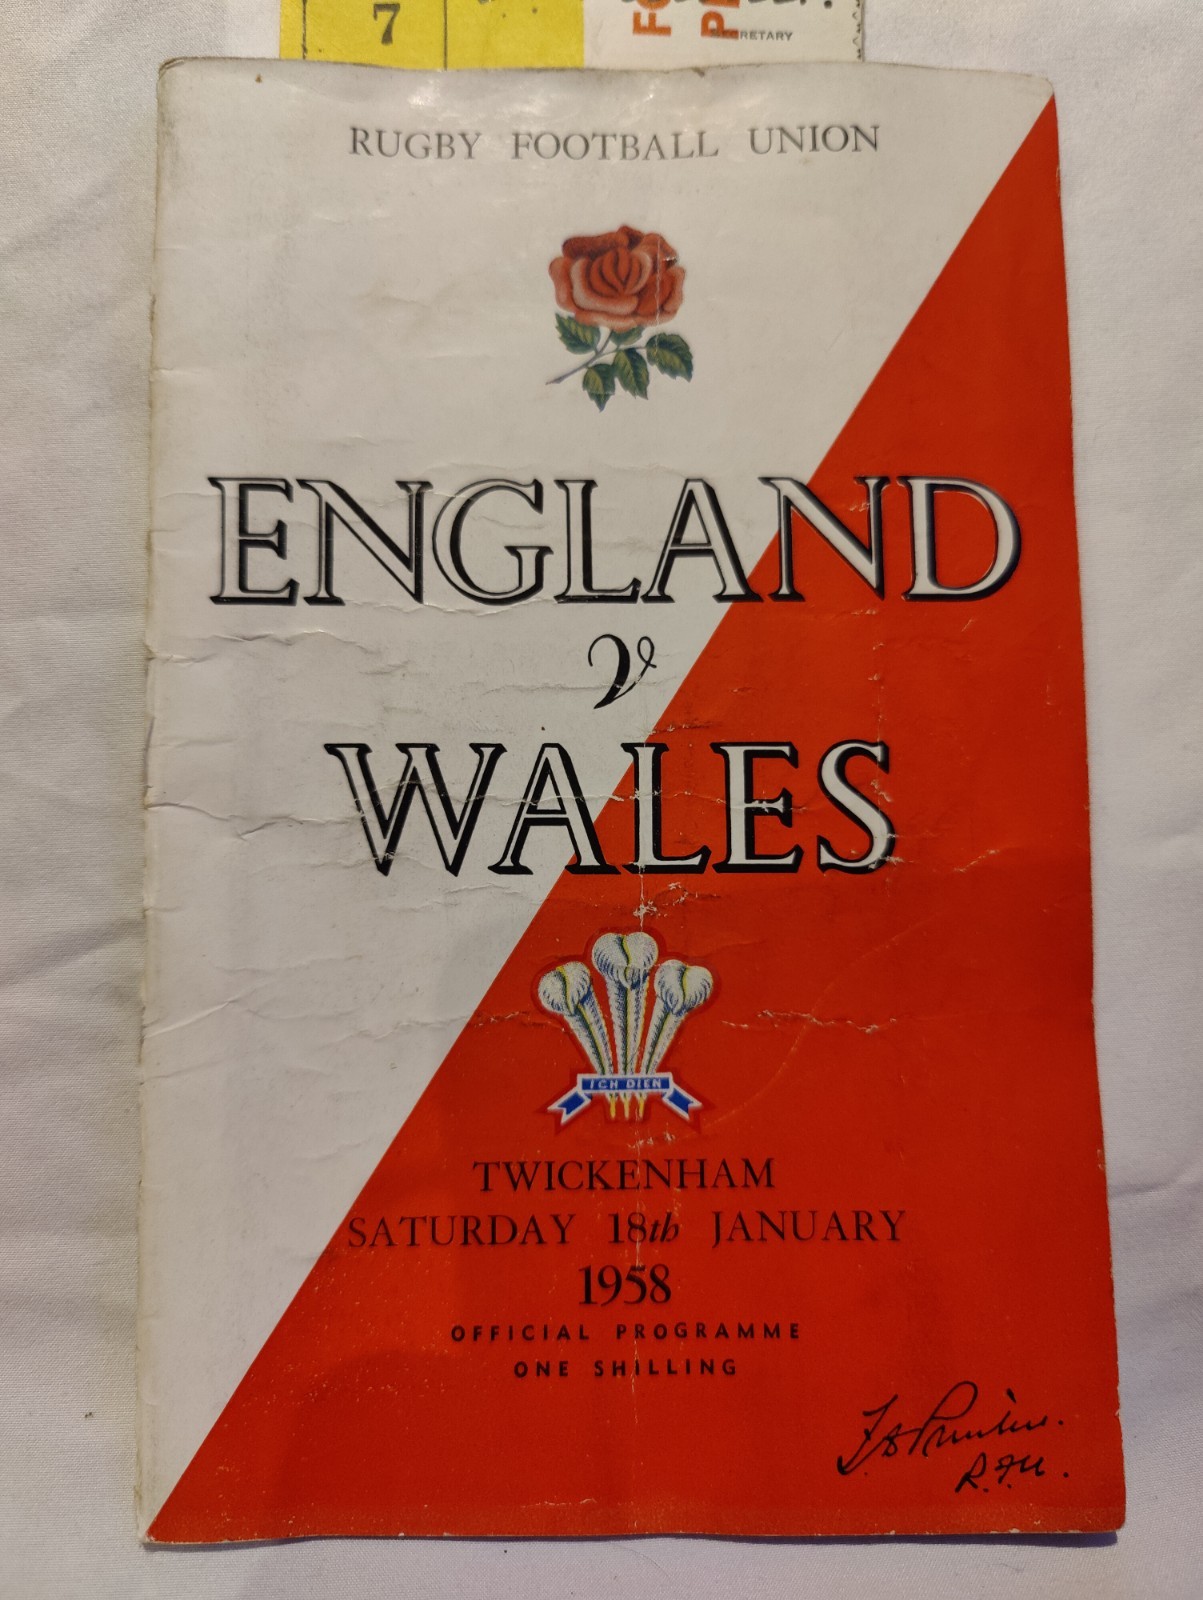 7
RETARY
RUGBY FOOTBALL UNION
ENGLAND
v
WALES
ICH DIEN
TWICKENHAM
SATURDAY 18th JANUARY
1958
OFFICIAL PROGRAMME
ONE SHILLING
R.F.U.